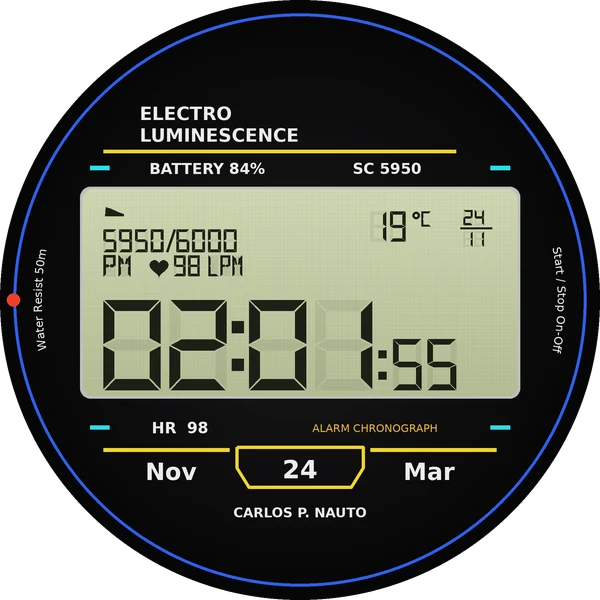 ELECTRO
LUMINESCENCE
BATTERY 84% SC 5950
19°C 24
11
5950/6000
PM 98 LPM
Water Resist 50m
Start / Stop On-Off
02:01:55
HR 98 ALARM CHRONOGRAPH
Nov 24 Mar
CARLOS P. NAUTO